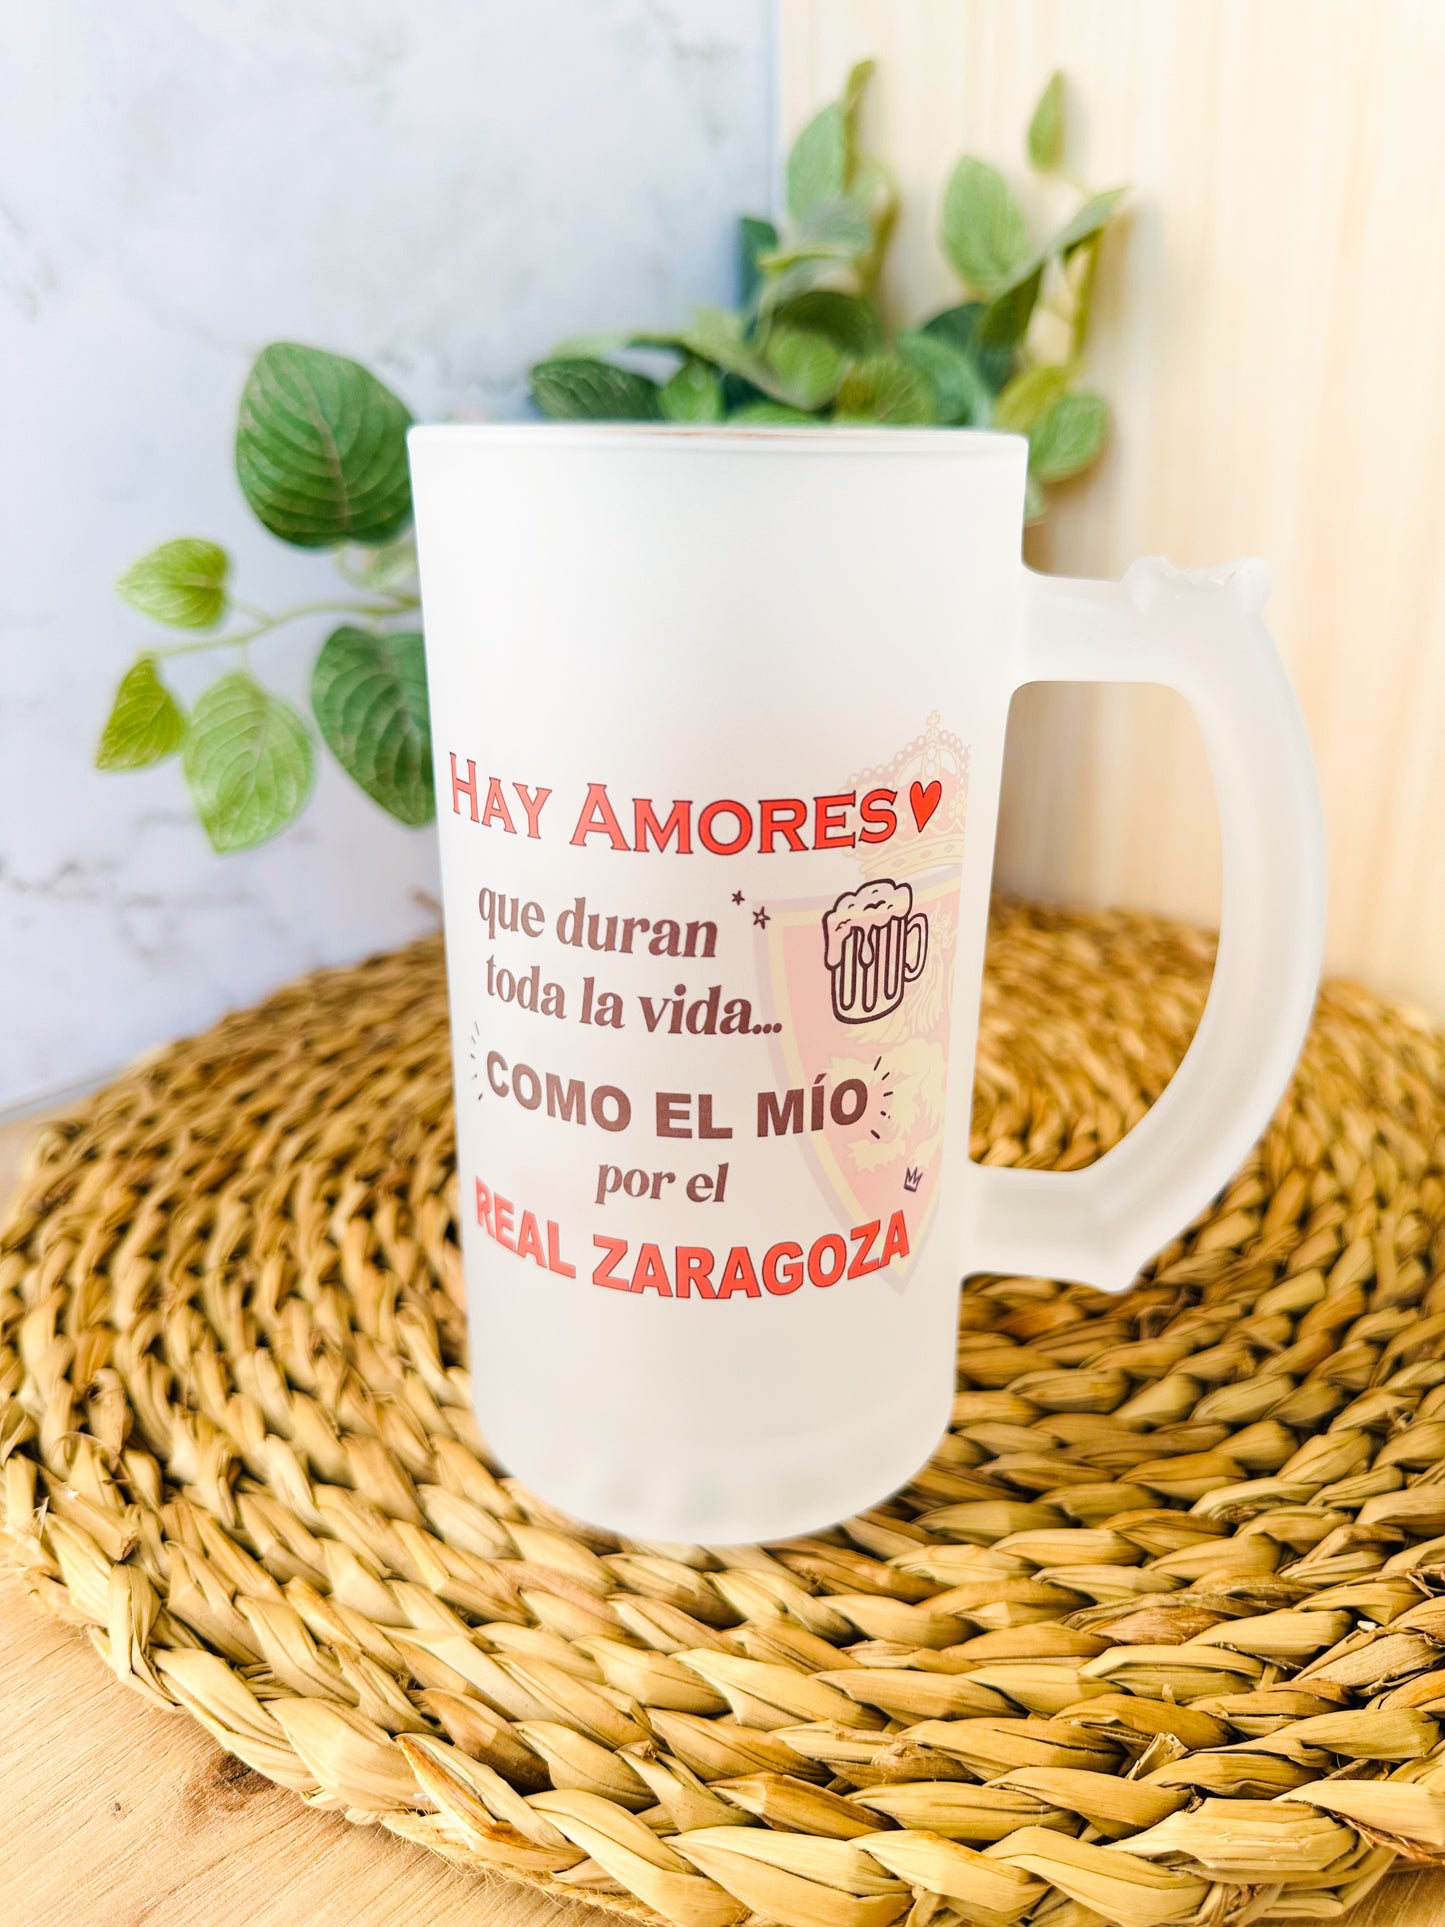 Hay Amores
que duran
toda la vida...
COMO EL MÍO
por el
REAL ZARAGOZA